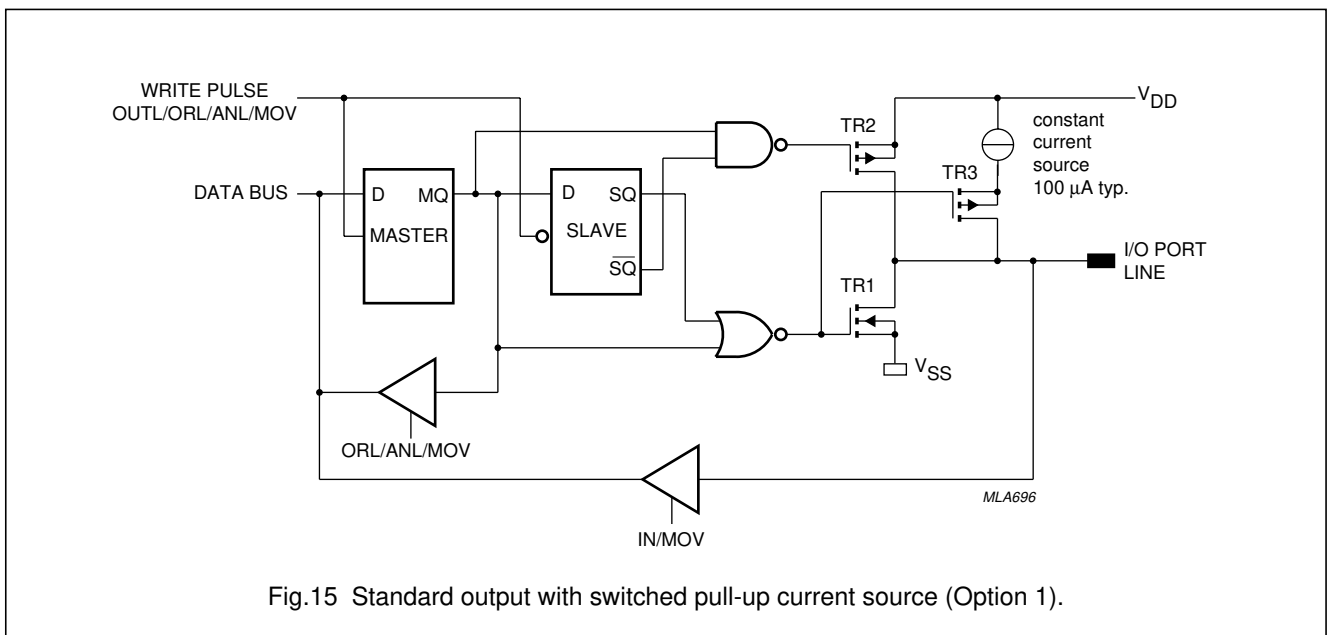 WRITE PULSE
OUTL/ORL/ANL/MOV
DATA BUS
D
MQ
MASTER
D
SQ
SLAVE
SQ
TR2
VDD
constant
current
source
100 μA typ.
TR3
I/O PORT
LINE
TR1
VSS
ORL/ANL/MOV
IN/MOV
MLA696
Fig.15 Standard output with switched pull-up current source (Option 1).